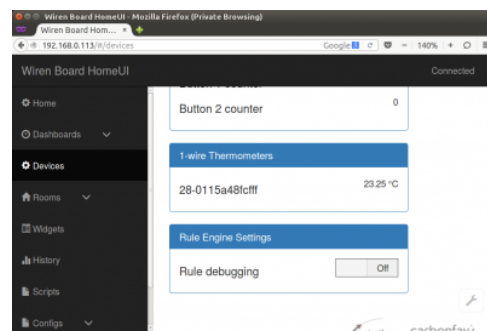 Wiren Board HomeUI - Mozilla Firefox (Private Browsing)
Wiren Board Hom... ×
192.168.0.113/#/devices Google 140%
Wiren Board HomeUI Connected
Home
Button 2 counter 0
Dashboards
1-wire Thermometers
Devices
28-0115a48fcfff 23.25 °C
Rooms
Widgets
Rule Engine Settings
History
Rule debugging Off
Scripts
Configs